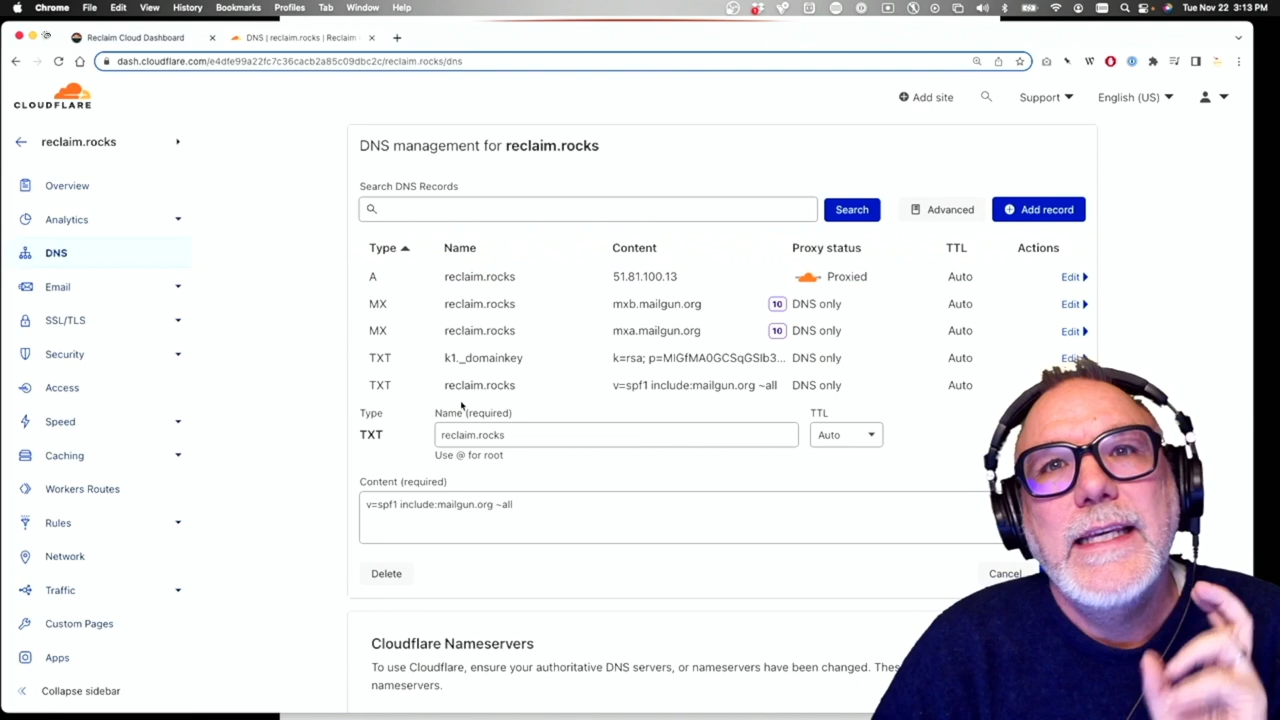 Chrome File Edit View History Bookmarks Profiles Tab Window Help Tue Nov 22 3:13 PM
Reclaim Cloud Dashboard DNS | reclaim.rocks | Reclaim
dash.cloudflare.com/e4dfe99a22fc7c36cacb2a85c09dbc2c/reclaim.rocks/dns
CLOUDFLARE
Add site Support English (US)
reclaim.rocks
Overview
Analytics
DNS
Email
SSL/TLS
Security
Access
Speed
Caching
Workers Routes
Rules
Network
Traffic
Custom Pages
Apps
Collapse sidebar
DNS management for reclaim.rocks
Search DNS Records
Search Advanced Add record
Type Name Content Proxy status TTL Actions
A reclaim.rocks 51.81.100.13 Proxied Auto Edit
MX reclaim.rocks mxb.mailgun.org 10 DNS only Auto Edit
MX reclaim.rocks mxa.mailgun.org 10 DNS only Auto Edit
TXT k1._domainkey k=rsa; p=MIGfMA0GCSqGSIb3... DNS only Auto Edit
TXT reclaim.rocks v=spf1 include:mailgun.org ~all DNS only Auto
Type Name (required) TTL
TXT reclaim.rocks Auto
Use @ for root
Content (required)
v=spf1 include:mailgun.org ~all
Delete Cancel
Cloudflare Nameservers
To use Cloudflare, ensure your authoritative DNS servers, or nameservers have been changed. These
nameservers.